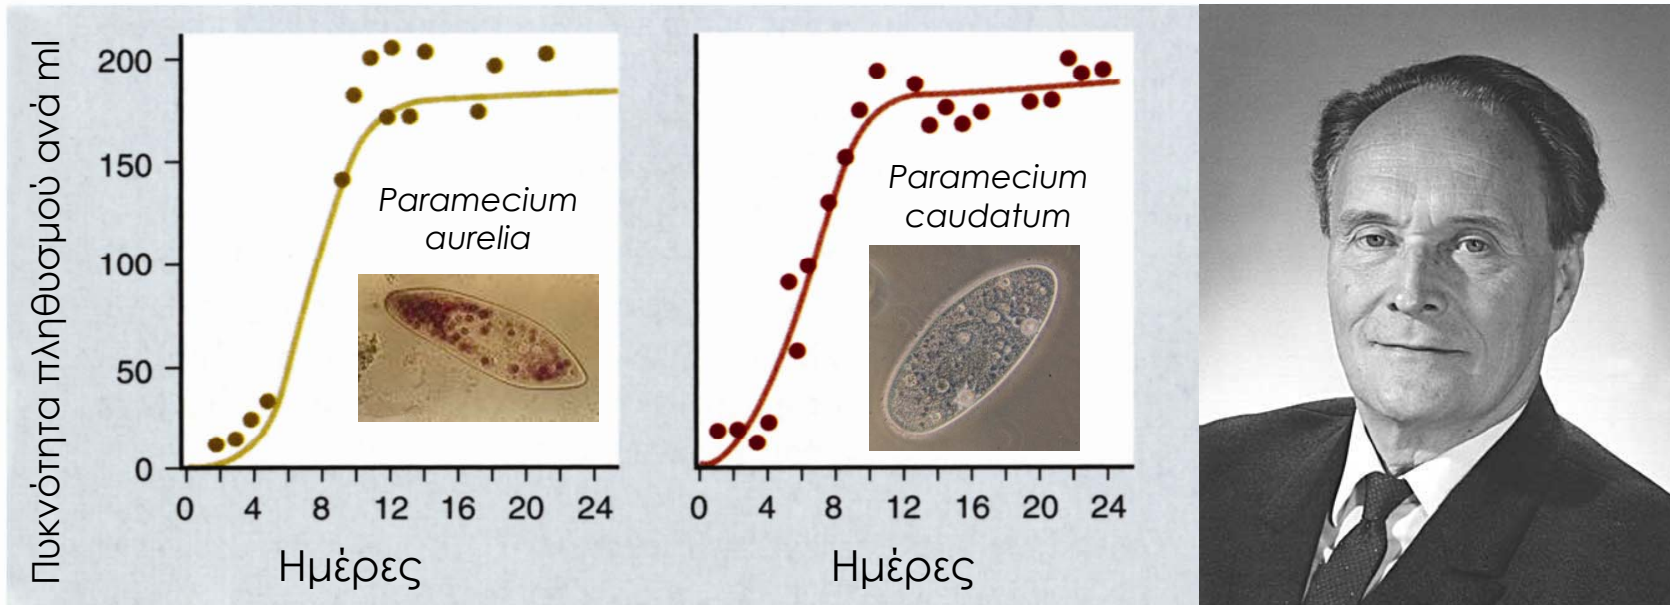 Πυκνότητα πληθυσμού ανά ml
200
150
100
50
0
0 4 8 12 16 20 24
Paramecium
aurelia
Ημέρες
0 4 8 12 16 20 24
Paramecium
caudatum
Ημέρες